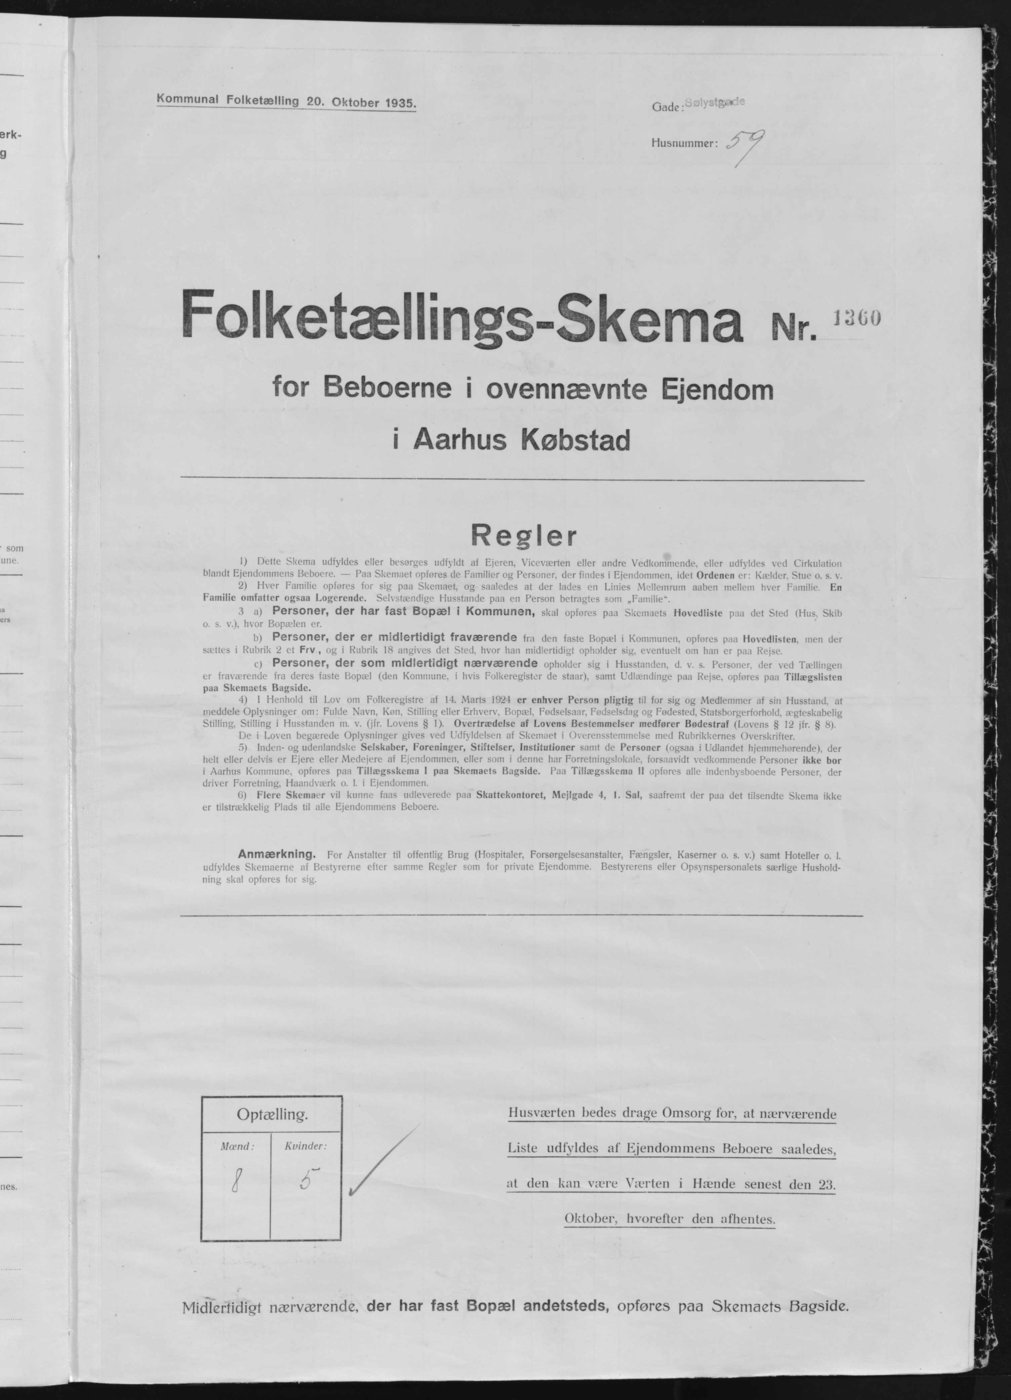 Kommunal Folketælling 20. Oktober 1935.
Gade: Sølystgade
Husnummer: 59
Folketællings-Skema Nr. 1360
for Beboerne i ovennævnte Ejendom
i Aarhus Købstad
Regler
1) Dette Skema udfyldes eller besørges udfyldt af Ejeren, Viceværten eller andre Vedkommende, eller udfyldes ved Cirkulation
blandt Ejendommens Beboere. — Paa Skemaet opføres de Familier og Personer, der findes i Ejendommen, idet Ordenen er: Kælder, Stue o. s. v.
2) Hver Familie opføres for sig paa Skemaet, og saaledes at der lades en Linies Mellemrum aaben mellem hver Familie. En
Familie omfatter ogsaa Logerende. Selvstændige Husstande paa en Person betragtes som „Familie“.
3 a) Personer, der har fast Bopæl i Kommunen, skal opføres paa Skemaets Hovedliste paa det Sted (Hus, Skib
o. s. v.), hvor Bopælen er.
b) Personer, der er midlertidigt fraværende fra den faste Bopæl i Kommunen, opføres paa Hovedlisten, men der
sættes i Rubrik 2 et Frv., og i Rubrik 18 angives det Sted, hvor han midlertidigt opholder sig, eventuelt om han er paa Rejse.
c) Personer, der som midlertidigt nærværende opholder sig i Husstanden, d. v. s. Personer, der ved Tællingen
er fraværende fra deres faste Bopæl (den Kommune, i hvis Folkeregister de staar), samt Udlændinge paa Rejse, opføres paa Tillægslisten
paa Skemaets Bagside.
4) I Henhold til Lov om Folkeregistre af 14. Marts 1924 er enhver Person pligtig til for sig og Medlemmer af sin Husstand, at
meddele Oplysninger om: Fulde Navn, Køn, Stilling eller Erhverv, Bopæl, Fødselsaar, Fødselsdag og Fødested, Statsborgerforhold, ægteskabelig
Stilling, Stilling i Husstanden m. v. (jfr. Lovens § 1). Overtrædelse af Lovens Bestemmelser medfører Bødestraf (Lovens § 12 jfr. § 8).
De i Loven begærede Oplysninger gives ved Udfyldelsen af Skemaet i Overensstemmelse med Rubrikkernes Overskrifter.
5) Inden- og udenlandske Selskaber, Foreninger, Stiftelser, Institutioner samt de Personer (ogsaa i Udlandet hjemmehørende), der
helt eller delvis er Ejere eller Medejere af Ejendommen, eller som i denne har Forretningslokale, forsaavidt vedkommende Personer ikke bor
i Aarhus Kommune, opføres paa Tillægsskema I paa Skemaets Bagside. Paa Tillægsskema II opføres alle indenbysboende Personer, der
driver Forretning, Haandværk o. l. i Ejendommen.
6) Flere Skemaer vil kunne faas udleverede paa Skattekontoret, Mejlgade 4, 1. Sal, saafremt der paa det tilsendte Skema ikke
er tilstrækkelig Plads til alle Ejendommens Beboere.
Anmærkning. For Anstalter til offentlig Brug (Hospitaler, Forsørgelsesanstalter, Fængsler, Kaserner o. s. v.) samt Hoteller o. l.
udfyldes Skemaerne af Bestyrerne efter samme Regler som for private Ejendomme. Bestyrerens eller Opsynspersonalets særlige Hushold-
ning skal opføres for sig.
Optælling.
Mænd: Kvinder:
8 5
Husværten bedes drage Omsorg for, at nærværende
Liste udfyldes af Ejendommens Beboere saaledes,
at den kan være Værten i Hænde senest den 23.
Oktober, hvorefter den afhentes.
Midlertidigt nærværende, der har fast Bopæl andetsteds, opføres paa Skemaets Bagside.